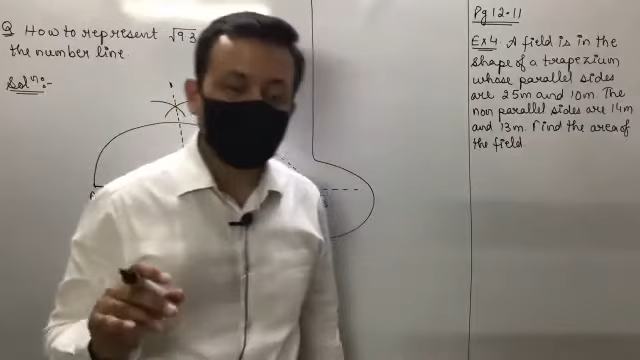 Q How to represent √9.3
the number line.
Solⁿ:-
Pg 12.11
Ex 4. A field is in the
shape of a trapezium
whose parallel sides
are 25m and 10m. The
non parallel sides are 14m
and 13m. Find the area of
the field.